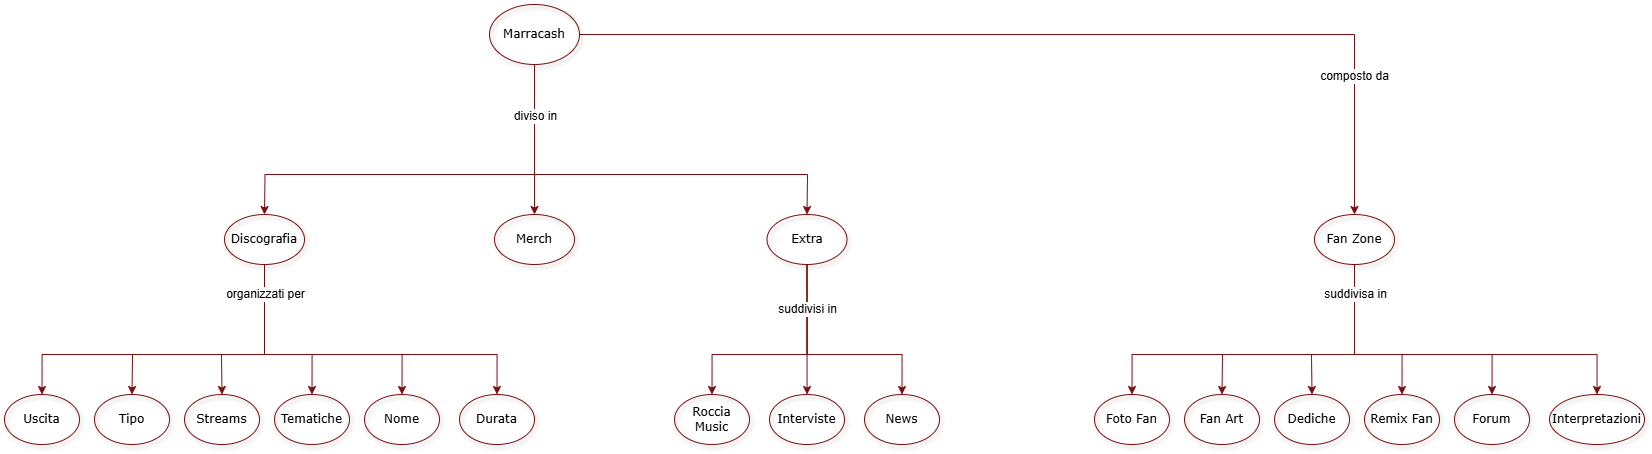 Marracash
composto da
diviso in
Discografia
Merch
Extra
Fan Zone
organizzati per
suddivisi in
suddivisa in
Uscita
Tipo
Streams
Tematiche
Nome
Durata
Roccia
Music
Interviste
News
Foto Fan
Fan Art
Dediche
Remix Fan
Forum
Interpretazioni